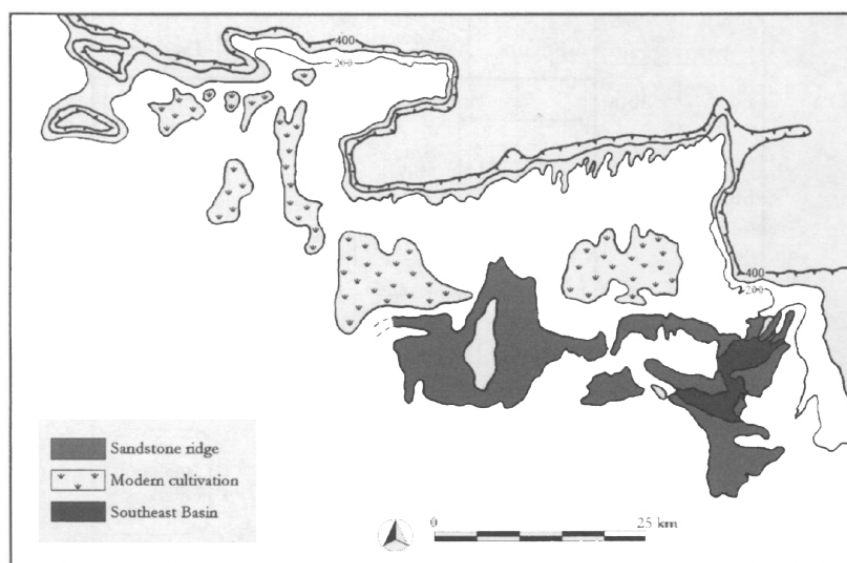 400
200
400
200
Sandstone ridge
Modern cultivation
Southeast Basin
0 25 km